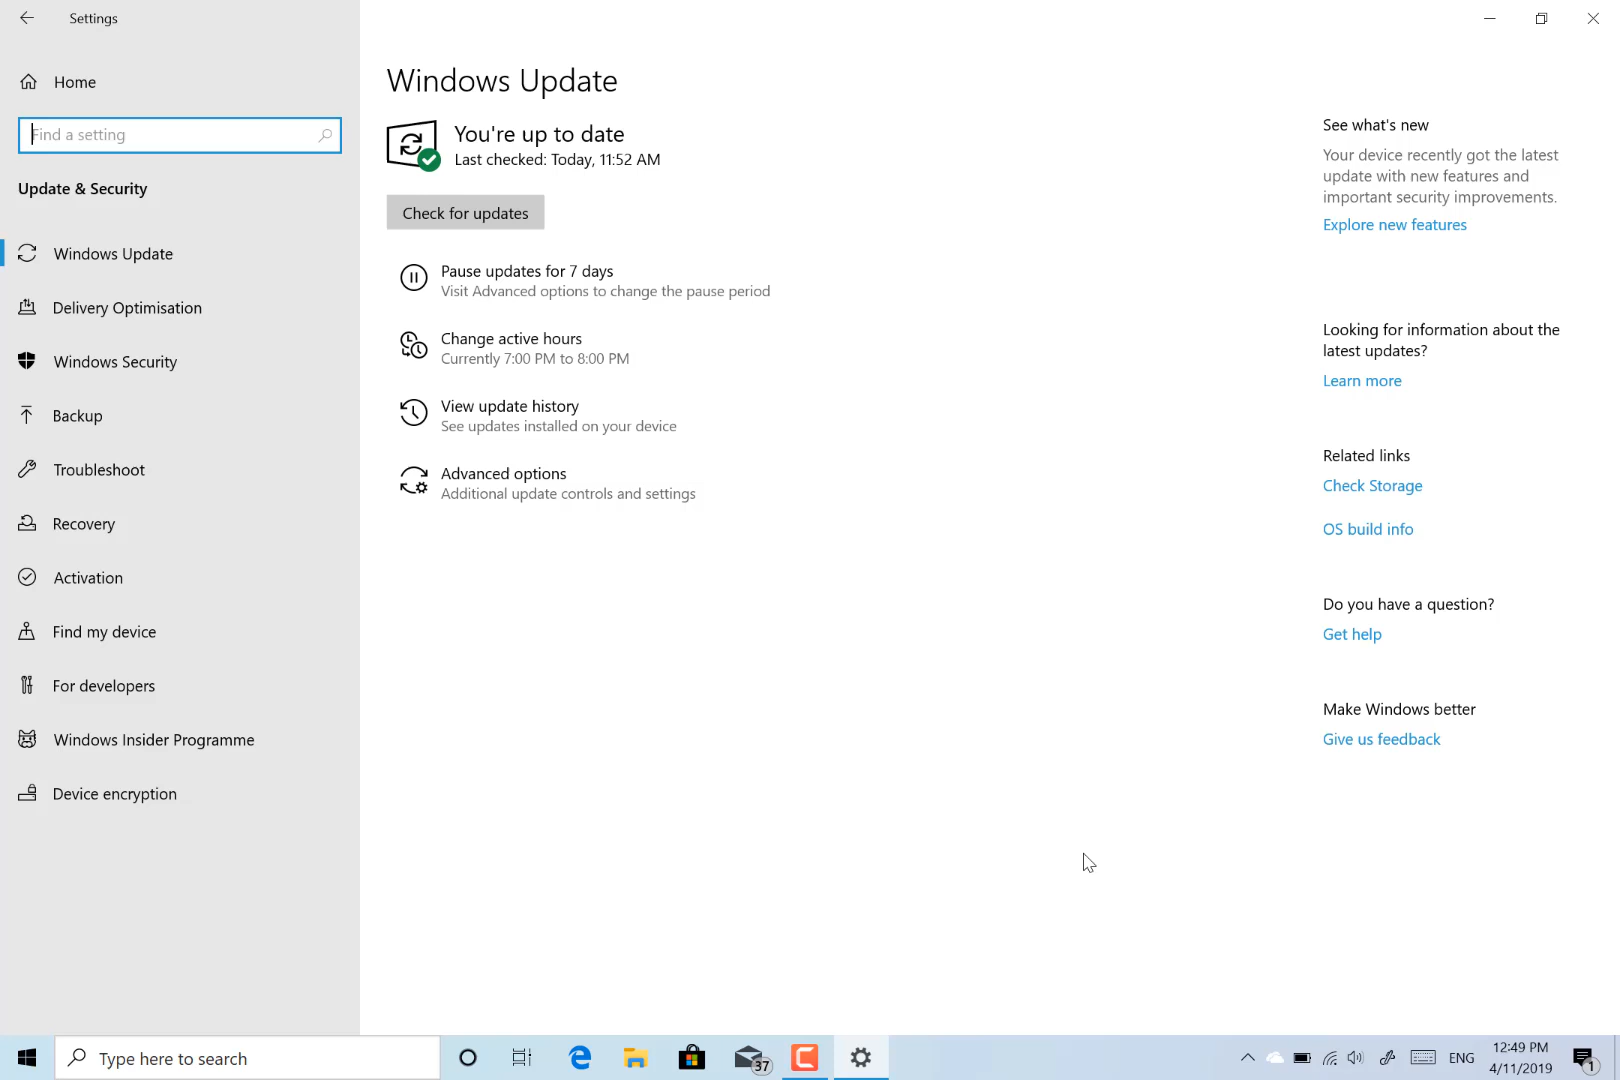 Settings
Home
Find a setting
Update & Security
Windows Update
Delivery Optimisation
Windows Security
Backup
Troubleshoot
Recovery
Activation
Find my device
For developers
Windows Insider Programme
Device encryption
Windows Update
You're up to date
Last checked: Today, 11:52 AM
Check for updates
Pause updates for 7 days
Visit Advanced options to change the pause period
Change active hours
Currently 7:00 PM to 8:00 PM
View update history
See updates installed on your device
Advanced options
Additional update controls and settings
See what's new
Your device recently got the latest
update with new features and
important security improvements.
Explore new features
Looking for information about the
latest updates?
Learn more
Related links
Check Storage
OS build info
Do you have a question?
Get help
Make Windows better
Give us feedback
Type here to search
37
ENG
12:49 PM
4/11/2019
1